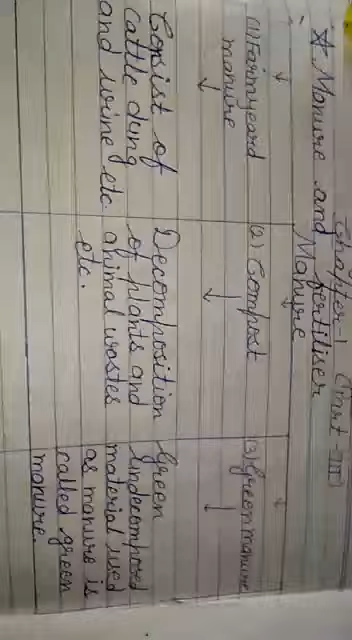 Chapter-1 (Part-III)
☆ Manure and fertiliser
Manure
(1) Farmyeard
manure
Consist of
cattle dung
and urine etc.
(2) Compost
Decomposition
of plants and
animal wastes
etc.
(3) Green manure
Green
undecomposed
material used
as manure is
called green
manure.